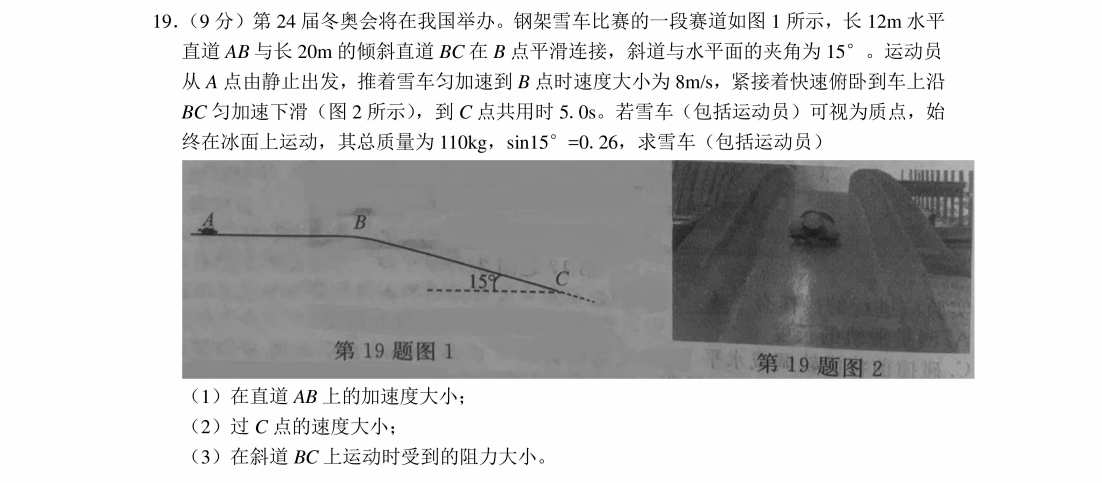 19.（9 分）第 24 届冬奥会将在我国举办。钢架雪车比赛的一段赛道如图 1 所示，长 12m 水平
直道 AB 与长 20m 的倾斜直道 BC 在 B 点平滑连接，斜道与水平面的夹角为 15°。运动员
从 A 点由静止出发，推着雪车匀加速到 B 点时速度大小为 8m/s，紧接着快速俯卧到车上沿
BC 匀加速下滑（图 2 所示），到 C 点共用时 5.0s。若雪车（包括运动员）可视为质点，始
终在冰面上运动，其总质量为 110kg，sin15°=0.26，求雪车（包括运动员）
A
B
15°
C
第 19 题图 1
第 19 题图 2
（1）在直道 AB 上的加速度大小；
（2）过 C 点的速度大小；
（3）在斜道 BC 上运动时受到的阻力大小。